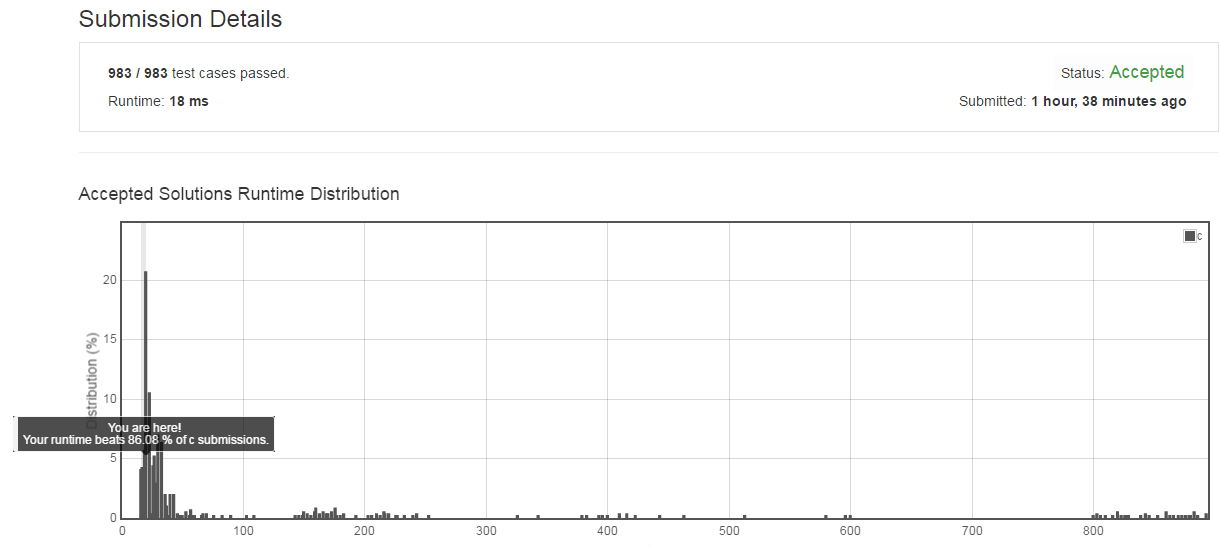 Submission Details
983 / 983 test cases passed.
Status: Accepted
Runtime: 18 ms
Submitted: 1 hour, 38 minutes ago
Accepted Solutions Runtime Distribution
c
Distribution (%)
20
15
10
5
0
You are here!
Your runtime beats 86.08 % of c submissions.
0 100 200 300 400 500 600 700 800